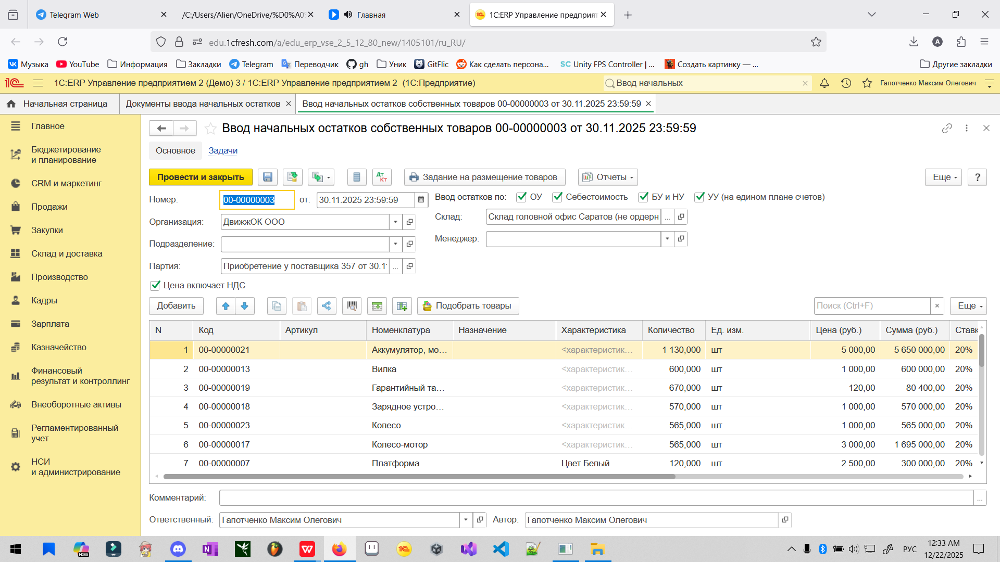 Telegram Web
/C:/Users/Alien/OneDrive/%D0%A0
Главная
1С:ERP Управление предприят
edu.1cfresh.com/a/edu_erp_vse_2_5_12_80_new/1405101/ru_RU/
Музыка YouTube Информация Закладки Telegram Переводчик gh Уник GitFlic Как сделать персона... SC Unity FPS Controller | ... Создать картинку — ... Другие закладки
1С:ERP Управление предприятием 2 (Демо) 3 / 1С:ERP Управление предприятием 2 (1С:Предприятие)
Ввод начальных
Гапотченко Максим Олегович
Начальная страница
Документы ввода начальных остатков
Ввод начальных остатков собственных товаров 00-00000003 от 30.11.2025 23:59:59
Главное
Бюджетирование
и планирование
CRM и маркетинг
Продажи
Закупки
Склад и доставка
Производство
Кадры
Зарплата
Казначейство
Финансовый
результат и контроллинг
Внеоборотные активы
Регламентированный
учет
НСИ
и администрирование
Ввод начальных остатков собственных товаров 00-00000003 от 30.11.2025 23:59:59
Основное Задачи
Провести и закрыть
Дт
Кт
Задание на размещение товаров
Отчеты
Еще
?
Номер: 00-00000003 от: 30.11.2025 23:59:59
Ввод остатков по: ОУ Себестоимость БУ и НУ УУ (на едином плане счетов)
Организация: ДвижжОК ООО
Склад: Склад головной офис Саратов (не ордерн ...
Подразделение:
Менеджер:
Партия: Приобретение у поставщика 357 от 30.1 ...
Цена включает НДС
Добавить
Подобрать товары
Поиск (Ctrl+F)
×
Еще
N Код Артикул Номенклатура Назначение Характеристика Количество Ед. изм. Цена (руб.) Сумма (руб.) Ставк
1 00-00000021 Аккумулятор, мо... <характеристик... 1 130,000 шт 5 000,00 5 650 000,00 20%
2 00-00000013 Вилка <характеристик... 600,000 шт 1 000,00 600 000,00 20%
3 00-00000019 Гарантийный та... <характеристик... 670,000 шт 120,00 80 400,00 20%
4 00-00000018 Зарядное устро... <характеристик... 570,000 шт 1 000,00 570 000,00 20%
5 00-00000023 Колесо <характеристик... 565,000 шт 1 000,00 565 000,00 20%
6 00-00000017 Колесо-мотор <характеристик... 565,000 шт 3 000,00 1 695 000,00 20%
7 00-00000007 Платформа Цвет Белый 120,000 шт 2 500,00 300 000,00 20%
Комментарий: ...
Ответственный: Гапотченко Максим Олегович
Автор: Гапотченко Максим Олегович
M365
РУС
12:33 AM
12/22/2025